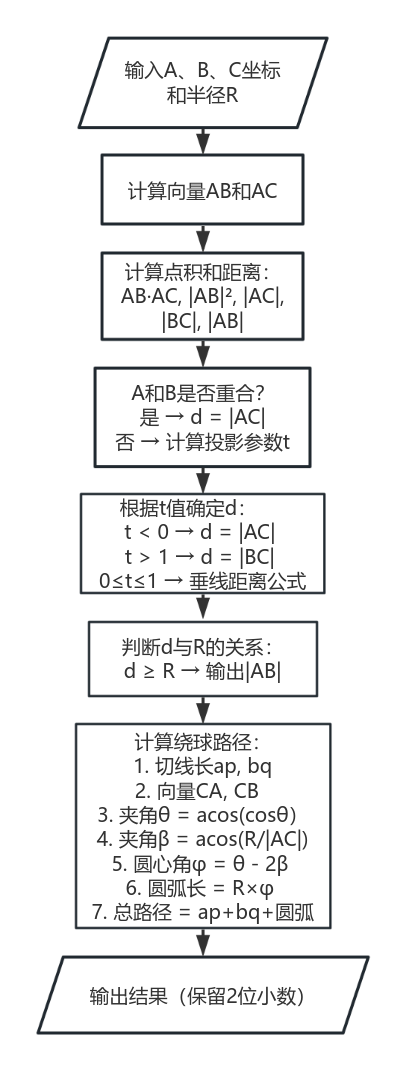 输入A、B、C坐标
和半径R
计算向量AB和AC
计算点积和距离：
AB·AC, |AB|², |AC|,
|BC|, |AB|
A和B是否重合？
是 → d = |AC|
否 → 计算投影参数t
根据t值确定d：
t < 0 → d = |AC|
t > 1 → d = |BC|
0≤t≤1 → 垂线距离公式
判断d与R的关系：
d ≥ R → 输出|AB|
计算绕球路径：
1. 切线长ap, bq
2. 向量CA, CB
3. 夹角θ = acos(cosθ)
4. 夹角β = acos(R/|AC|)
5. 圆心角φ = θ - 2β
6. 圆弧长 = R×φ
7. 总路径 = ap+bq+圆弧
输出结果（保留2位小数）